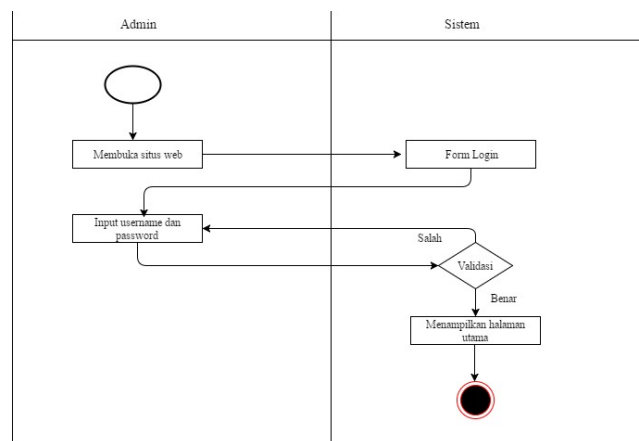 Admin
Sistem
Membuka situs web
Form Login
Input username dan
password
Salah
Validasi
Benar
Menampilkan halaman
utama